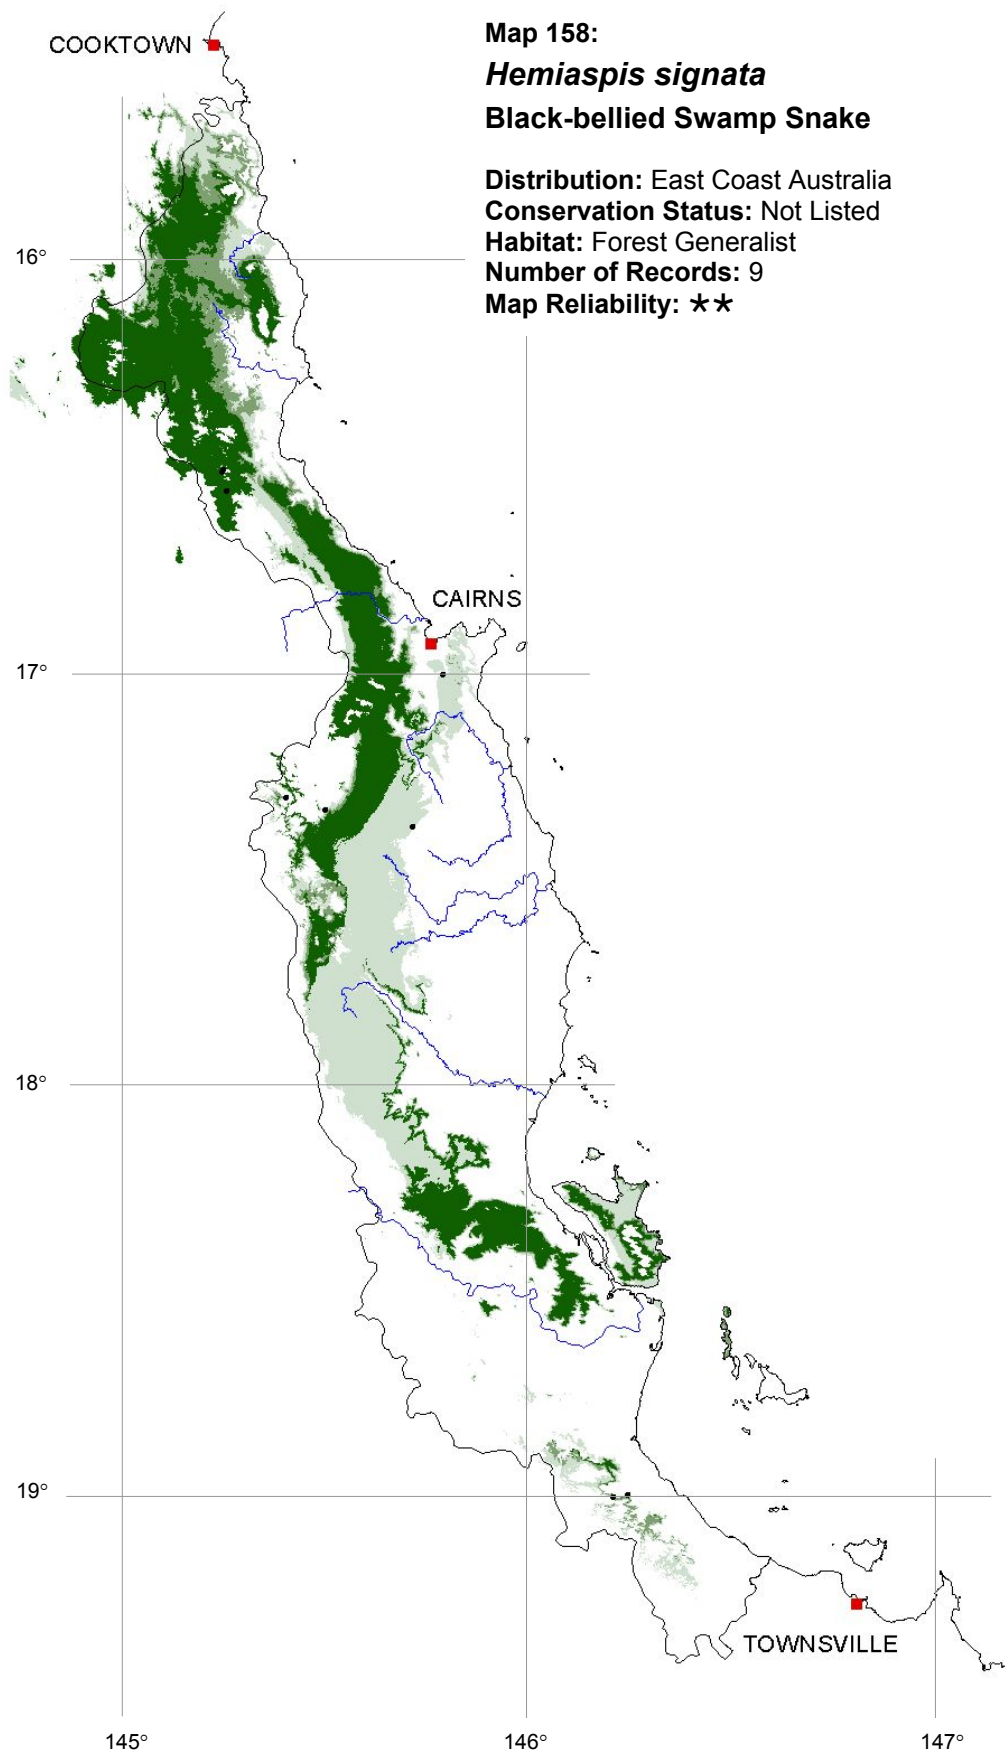 COOKTOWN
Map 158:
Hemiaspis signata
Black-bellied Swamp Snake
Distribution: East Coast Australia
Conservation Status: Not Listed
Habitat: Forest Generalist
Number of Records: 9
Map Reliability: **
16°
CAIRNS
17°
18°
19°
TOWNSVILLE
145° 146° 147°